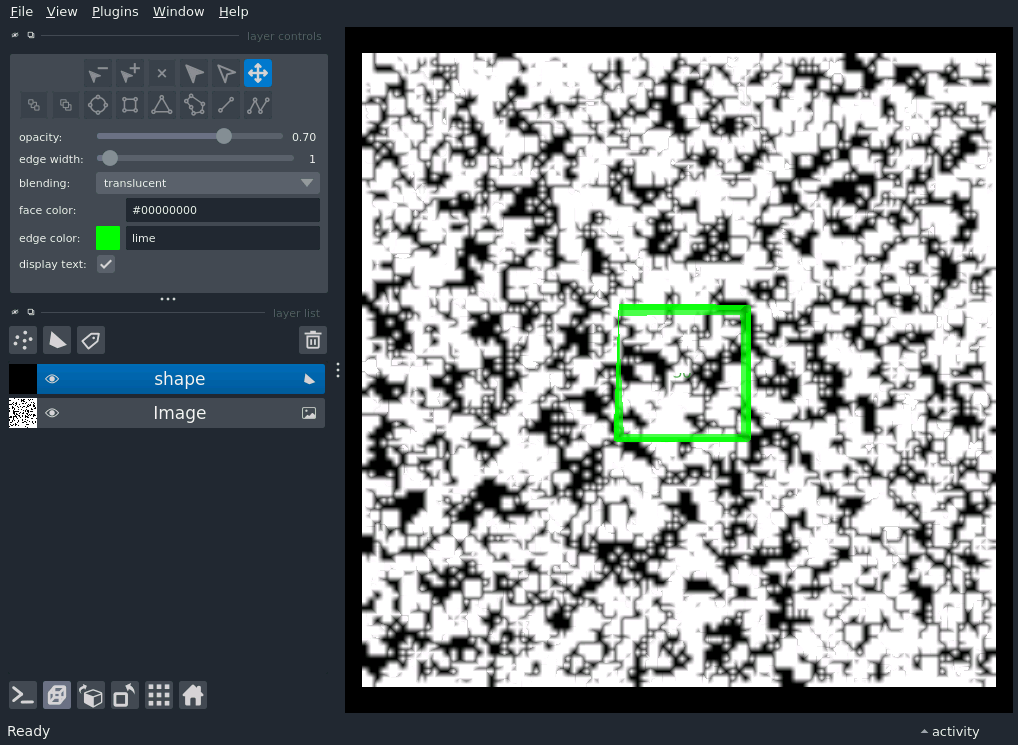 File View Plugins Window Help
layer controls
opacity: 0.70
edge width: 1
blending: translucent
face color: #00000000
edge color: lime
display text:
layer list
shape
Image
Ready
activity